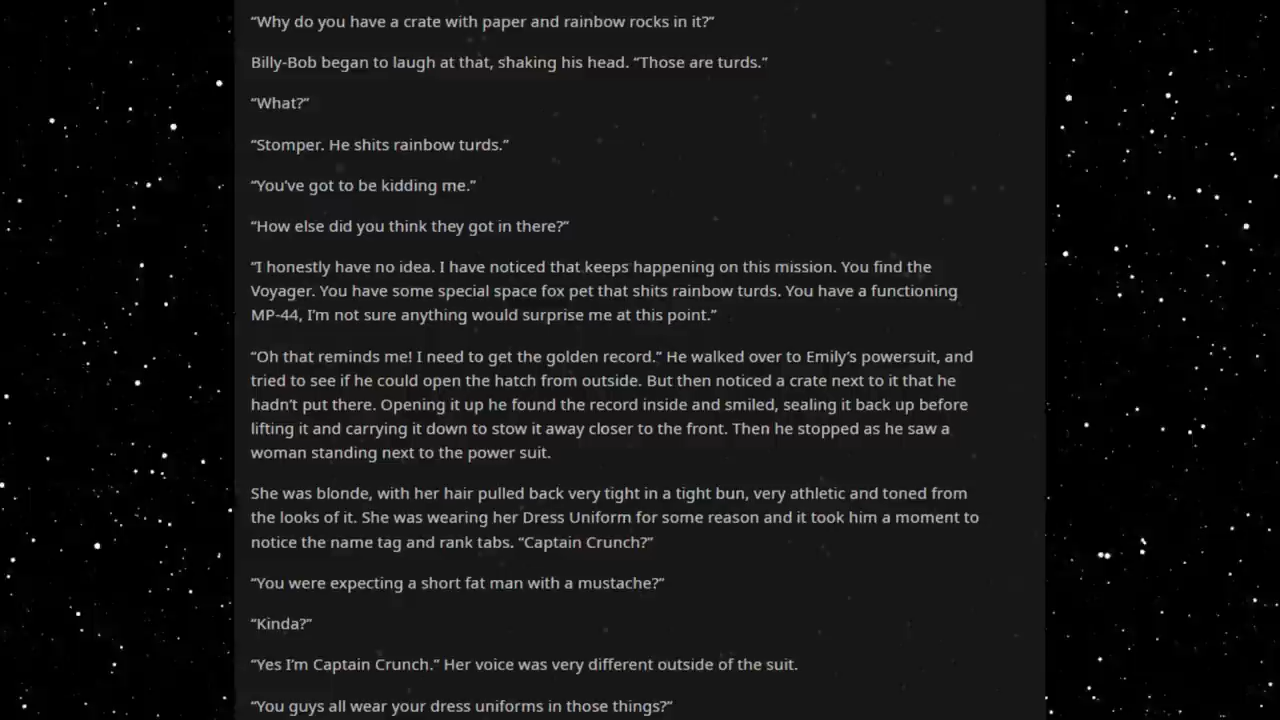 “Why do you have a crate with paper and rainbow rocks in it?”
Billy-Bob began to laugh at that, shaking his head. “Those are turds.”
“What?”
“Stomper. He shits rainbow turds.”
“You’ve got to be kidding me.”
“How else did you think they got in there?”
“I honestly have no idea. I have noticed that keeps happening on this mission. You find the
Voyager. You have some special space fox pet that shits rainbow turds. You have a functioning
MP-44, I’m not sure anything would surprise me at this point.”
“Oh that reminds me! I need to get the golden record.” He walked over to Emily’s powersuit, and
tried to see if he could open the hatch from outside. But then noticed a crate next to it that he
hadn’t put there. Opening it up he found the record inside and smiled, sealing it back up before
lifting it and carrying it down to stow it away closer to the front. Then he stopped as he saw a
woman standing next to the power suit.
She was blonde, with her hair pulled back very tight in a tight bun, very athletic and toned from
the looks of it. She was wearing her Dress Uniform for some reason and it took him a moment to
notice the name tag and rank tabs. “Captain Crunch?”
“You were expecting a short fat man with a mustache?”
“Kinda?”
“Yes I’m Captain Crunch.” Her voice was very different outside of the suit.
“You guys all wear your dress uniforms in those things?”